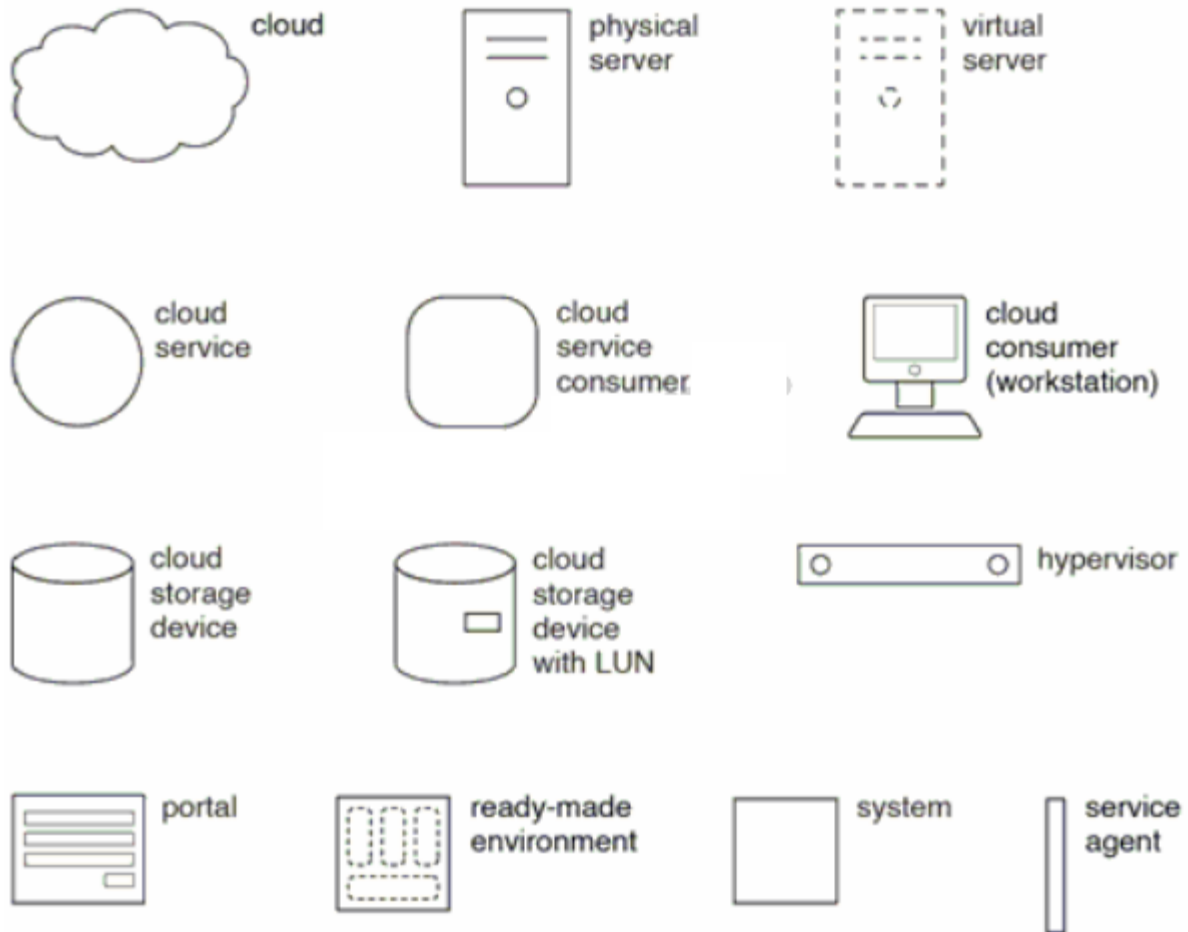 cloud
physical
server
virtual
server
cloud
service
cloud
service
consumer
cloud
consumer
(workstation)
cloud
storage
device
cloud
storage
device
with LUN
hypervisor
portal
ready-made
environment
system
service
agent